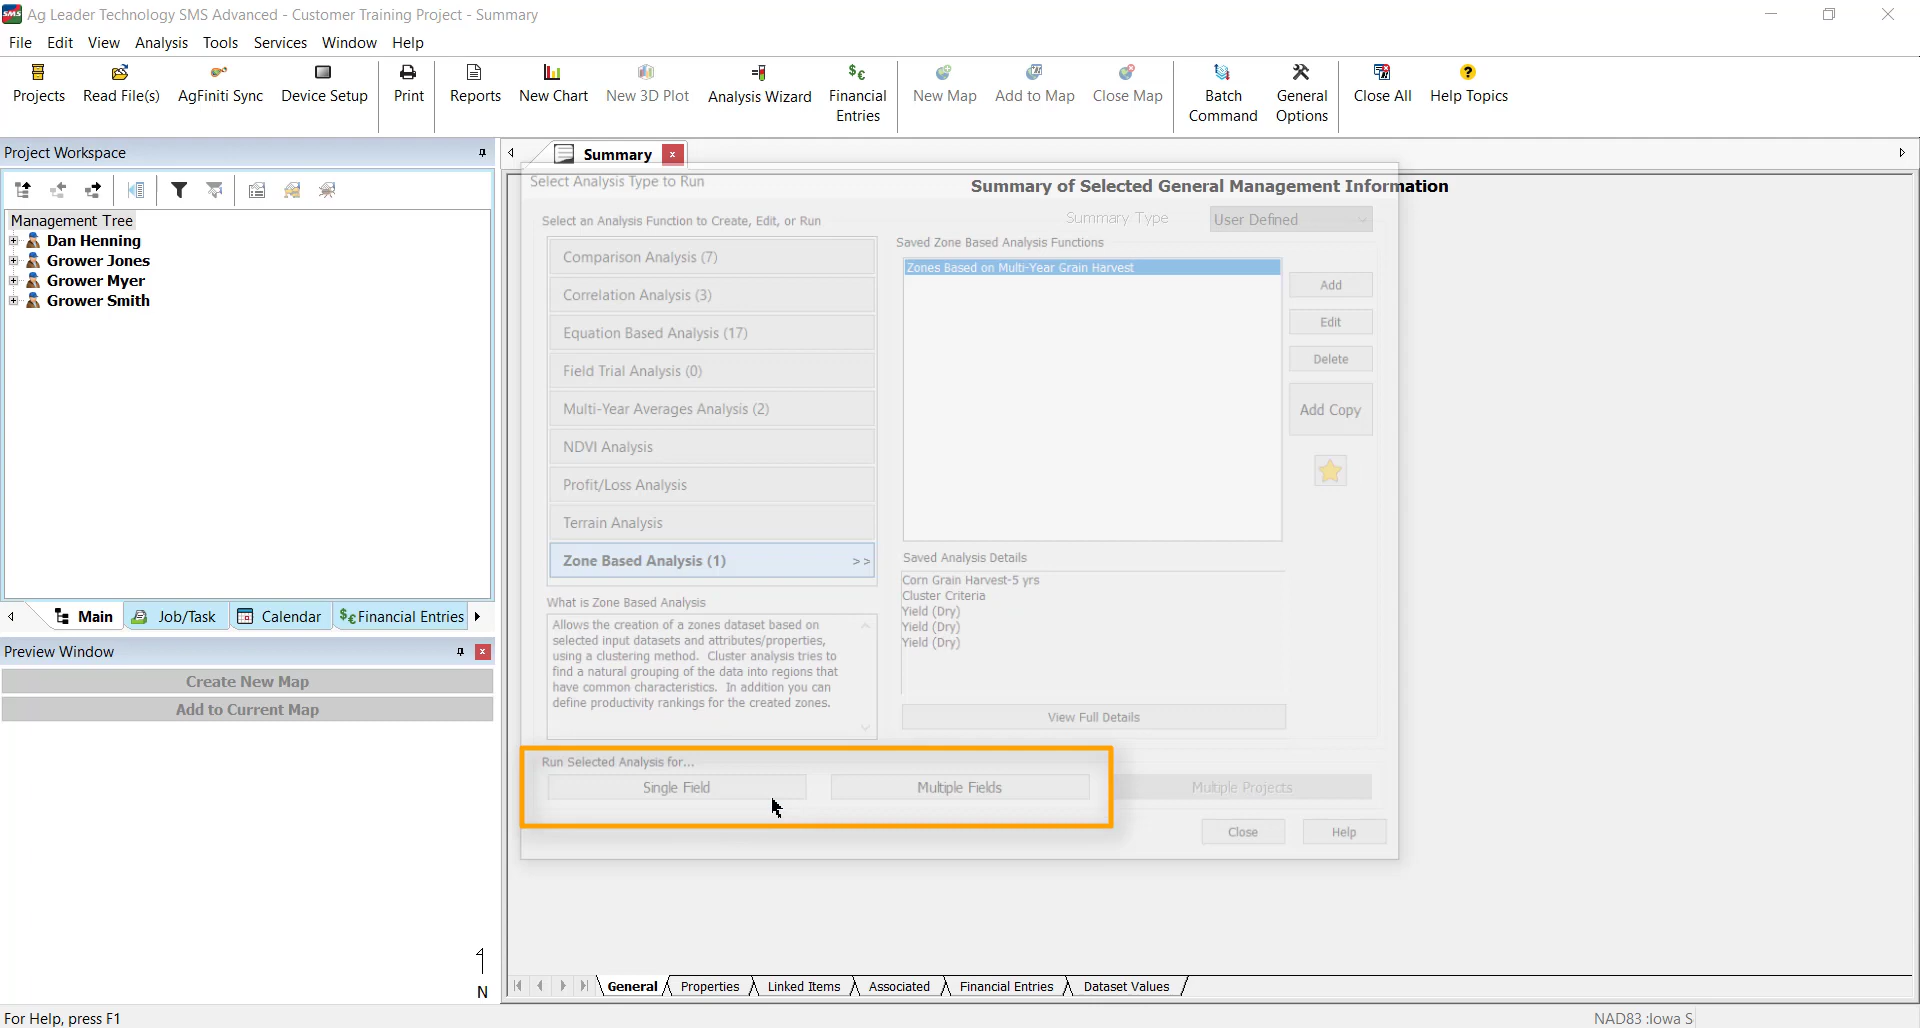 Ag Leader Technology SMS Advanced - Customer Training Project - Summary
File Edit View Analysis Tools Services Window Help
Projects Read File(s) AgFiniti Sync Device Setup Print Reports New Chart New 3D Plot Analysis Wizard Financial Entries New Map Add to Map Close Map Batch Command General Options Close All Help Topics
Project Workspace
Management Tree
Dan Henning
Grower Jones
Grower Myer
Grower Smith
Main Job/Task Calendar Financial Entries
Preview Window
Create New Map
Add to Current Map
N
Summary
Summary of Selected General Management Information
Summary Type User Defined
Select Analysis Type to Run
Select an Analysis Function to Create, Edit, or Run
Comparison Analysis (7)
Correlation Analysis (3)
Equation Based Analysis (17)
Field Trial Analysis (0)
Multi-Year Averages Analysis (2)
NDVI Analysis
Profit/Loss Analysis
Terrain Analysis
Zone Based Analysis (1) >>
What is Zone Based Analysis
Allows the creation of a zones dataset based on
selected input datasets and attributes/properties,
using a clustering method. Cluster analysis tries to
find a natural grouping of the data into regions that
have common characteristics. In addition you can
define productivity rankings for the created zones.
Saved Zone Based Analysis Functions
Zones Based on Multi-Year Grain Harvest
Add
Edit
Delete
Add Copy
Saved Analysis Details
Corn Grain Harvest-5 yrs
Cluster Criteria
Yield (Dry)
Yield (Dry)
Yield (Dry)
View Full Details
Run Selected Analysis for...
Single Field Multiple Fields Multiple Projects
Close Help
General Properties Linked Items Associated Financial Entries Dataset Values
For Help, press F1
NAD83 :Iowa S